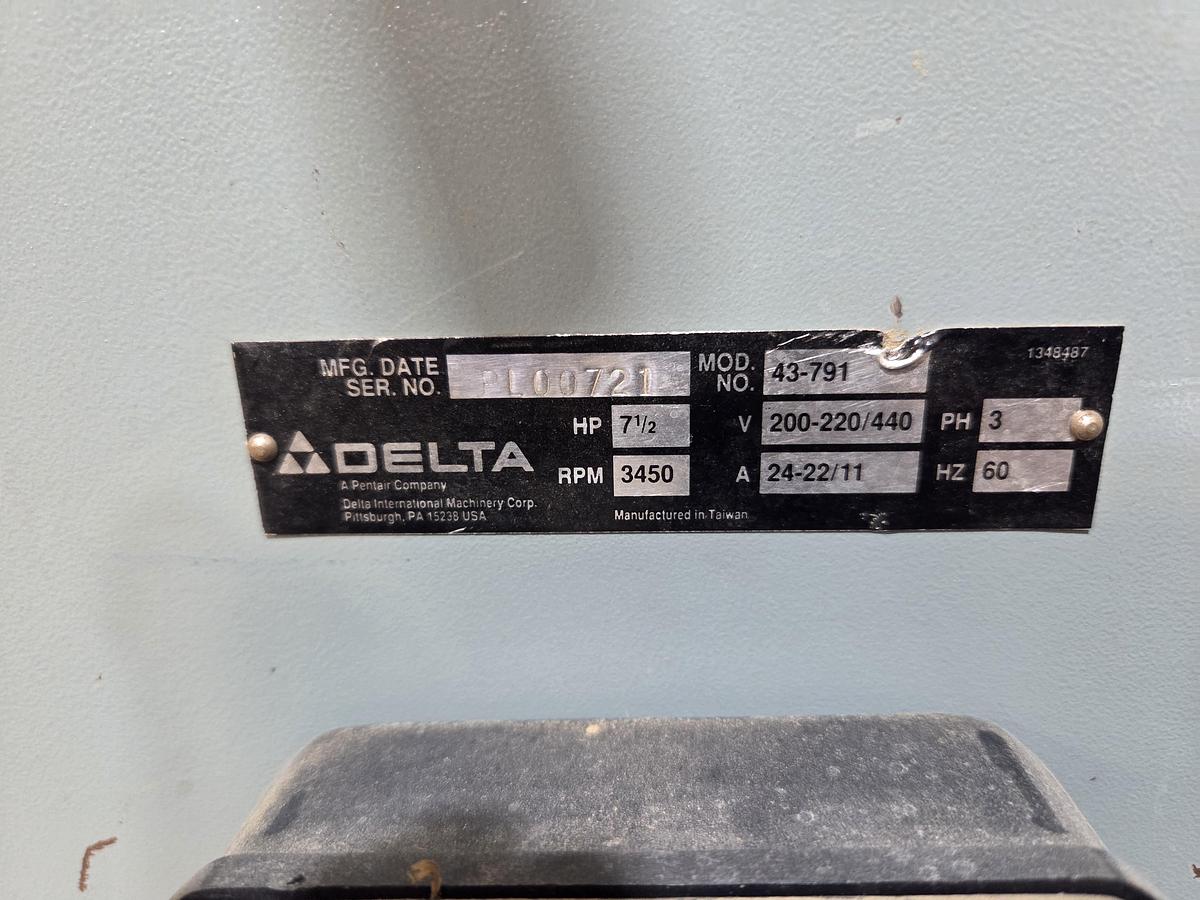 1348487
MFG. DATE
SER. NO. PL00721
MOD. NO. 43-791
HP 7 1/2
V 200-220/440
PH 3
DELTA
RPM 3450
A 24-22/11
HZ 60
A Pentair Company
Delta International Machinery Corp.
Pittsburgh, PA 15238 USA
Manufactured in Taiwan